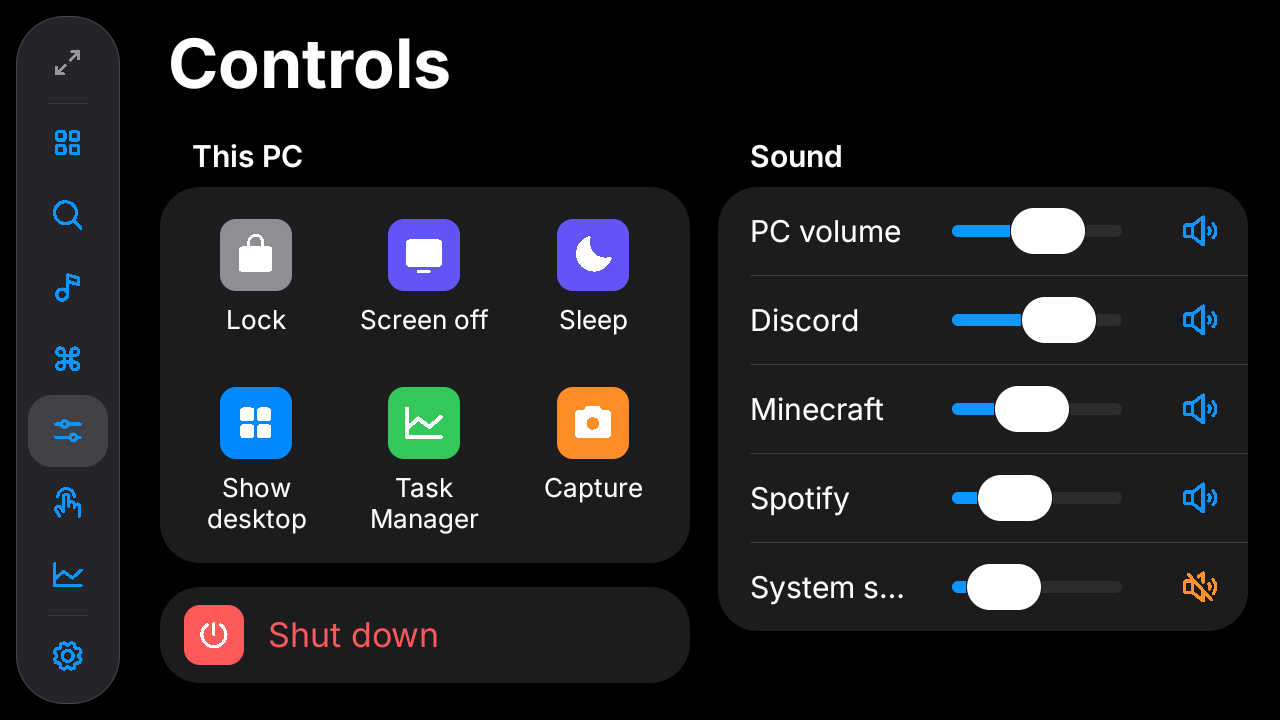 Controls
This PC
Lock
Screen off
Sleep
Show
desktop
Task
Manager
Capture
Shut down
Sound
PC volume
Discord
Minecraft
Spotify
System s...